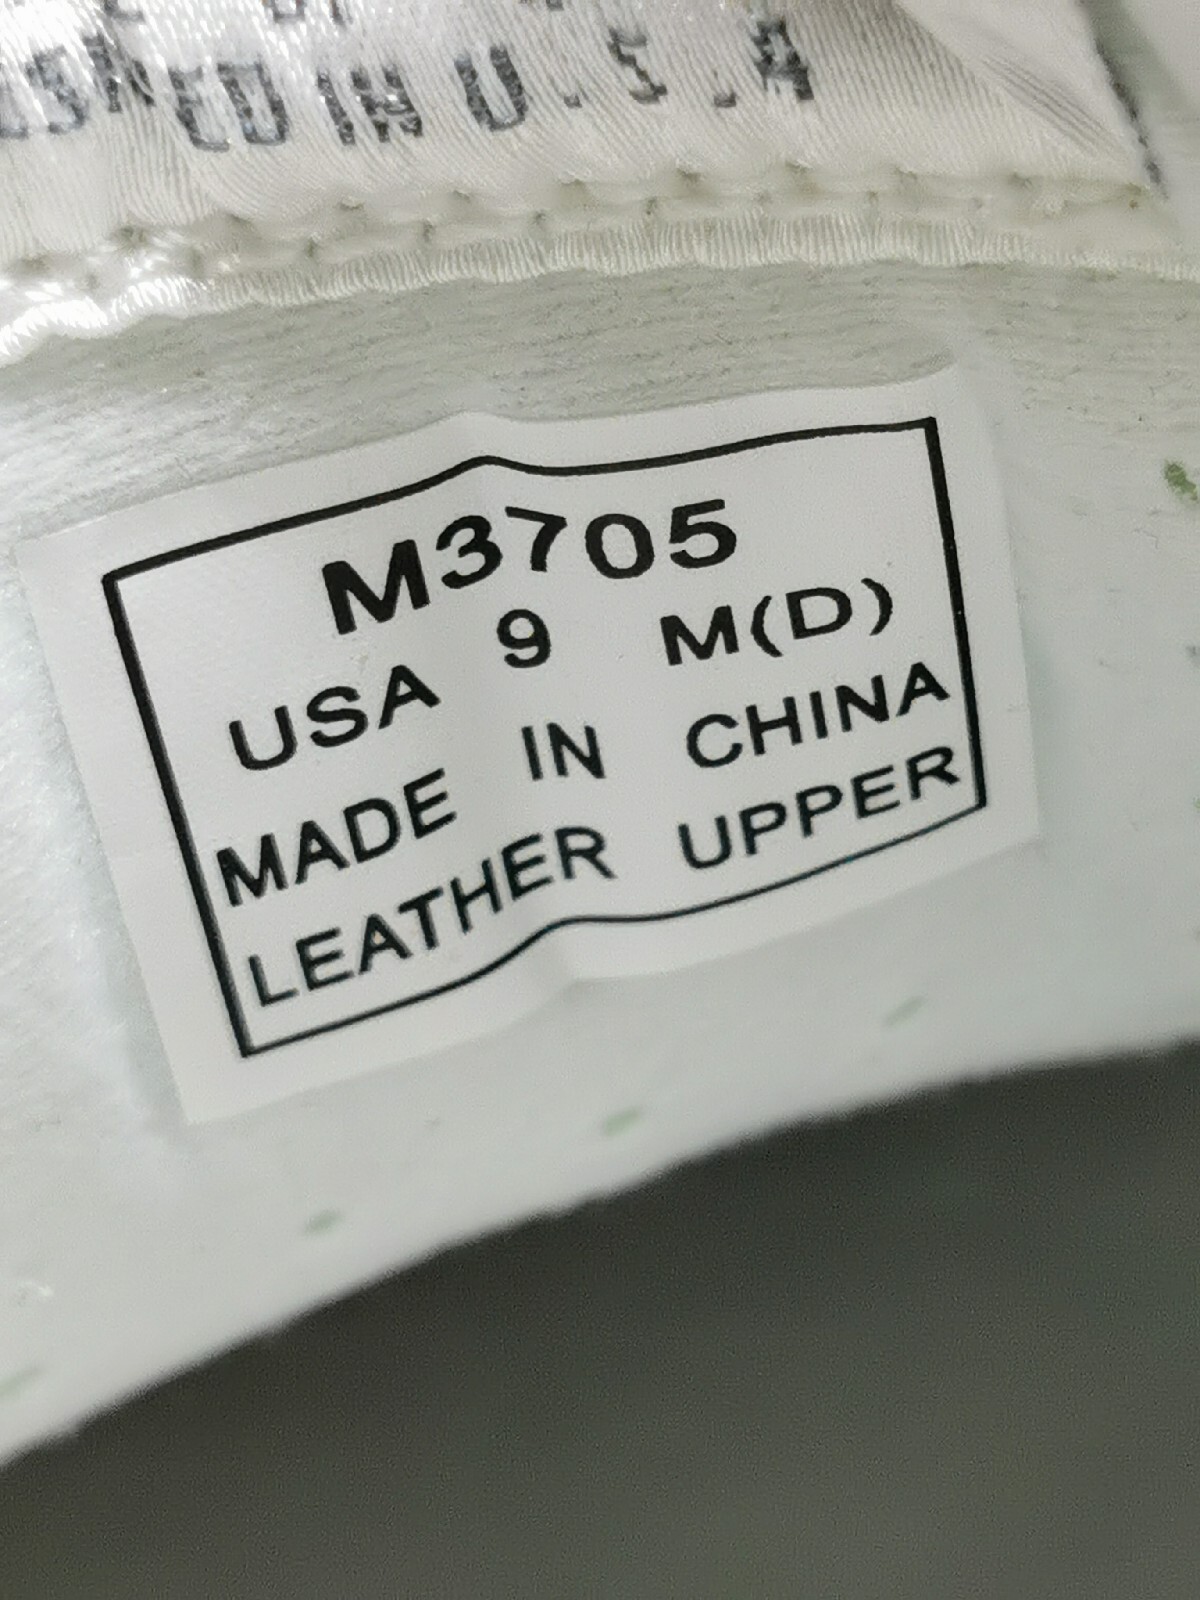 M3705
USA 9 M(D)
MADE IN CHINA
LEATHER UPPER